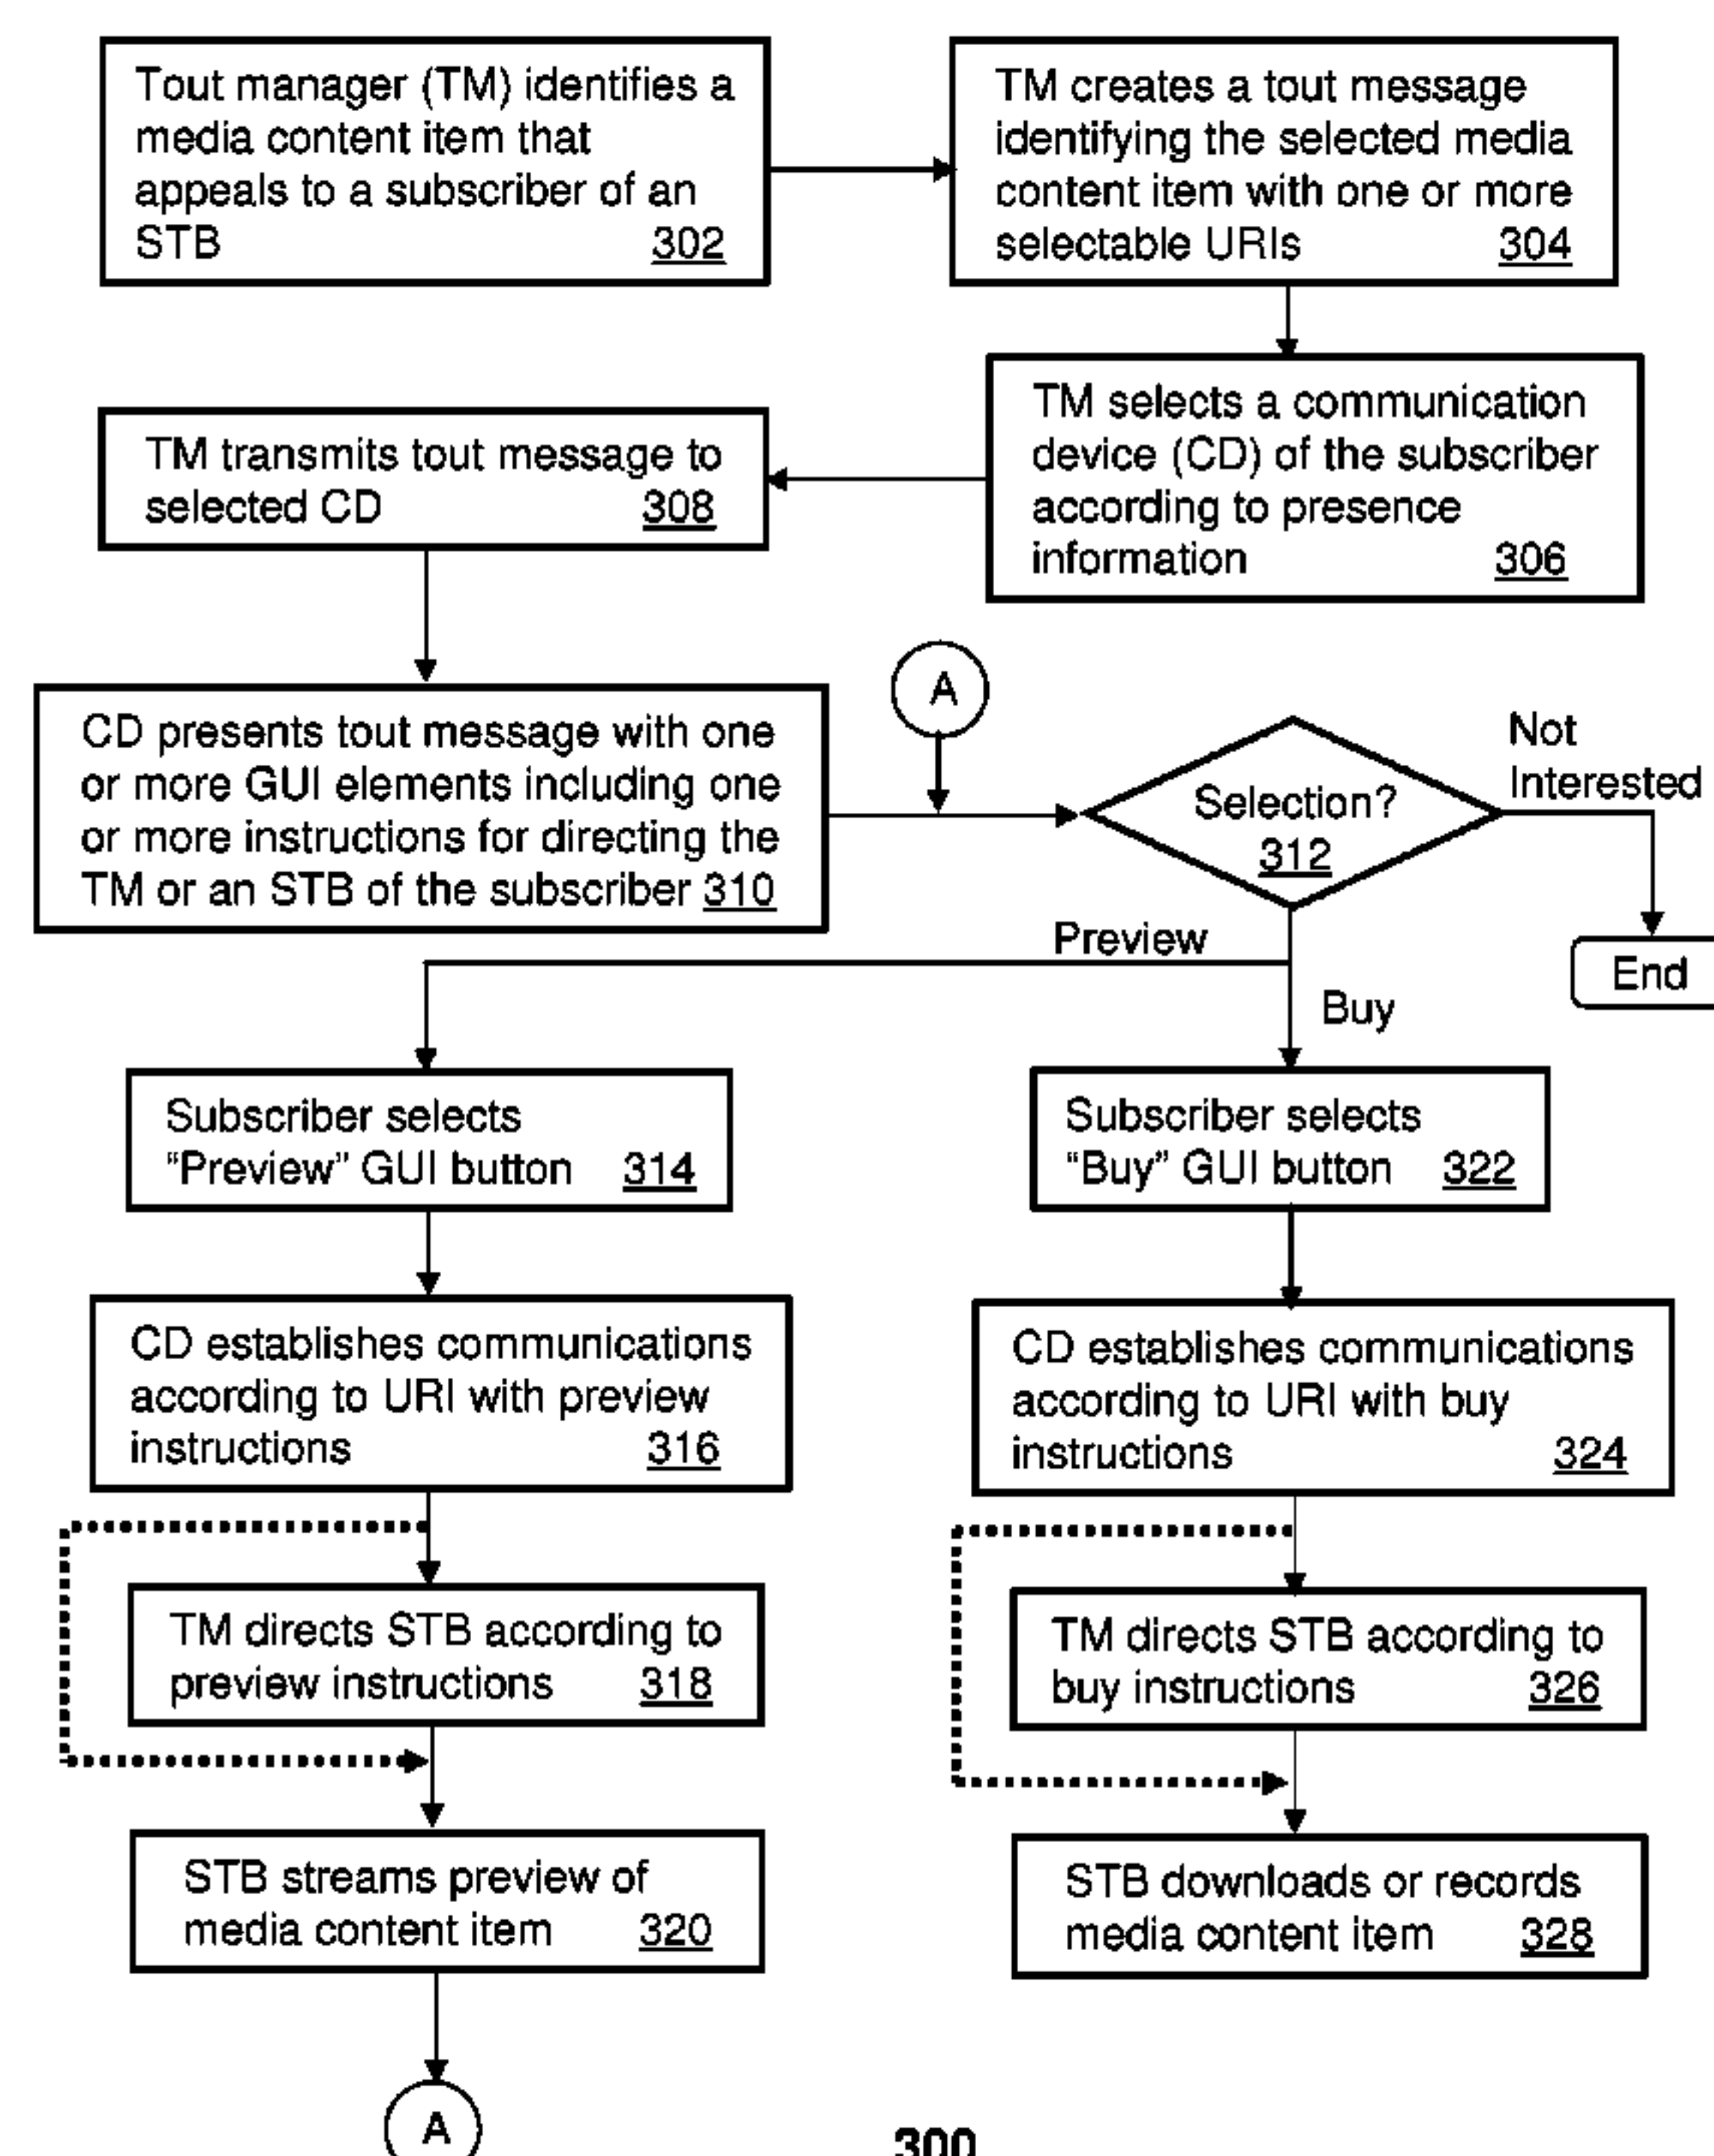 Tout manager (TM) identifies a
media content item that
appeals to a subscriber of an
STB 302
TM creates a tout message
identifying the selected media
content item with one or more
selectable URIs 304
TM selects a communication
device (CD) of the subscriber
according to presence
information 306
TM transmits tout message to
selected CD 308
CD presents tout message with one
or more GUI elements including one
or more instructions for directing the
TM or an STB of the subscriber 310
A
Selection?
312
Not
Interested
End
Preview
Buy
Subscriber selects
“Preview” GUI button 314
CD establishes communications
according to URI with preview
instructions 316
TM directs STB according to
preview instructions 318
STB streams preview of
media content item 320
A
Subscriber selects
“Buy” GUI button 322
CD establishes communications
according to URI with buy
instructions 324
TM directs STB according to
buy instructions 326
STB downloads or records
media content item 328
300